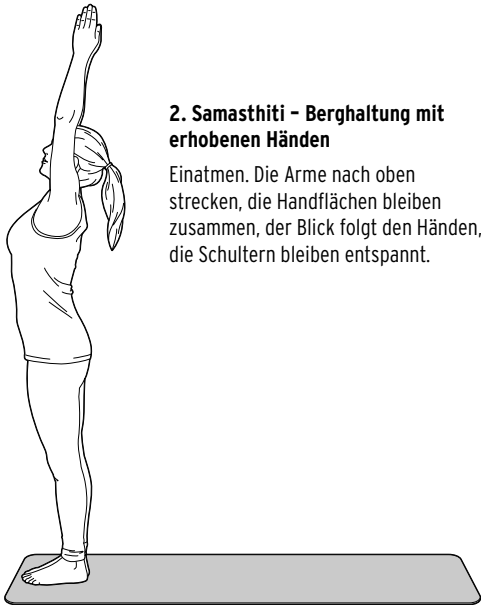 2. Samasthiti – Berghaltung mit
erhobenen Händen
Einatmen. Die Arme nach oben
strecken, die Handflächen bleiben
zusammen, der Blick folgt den Händen,
die Schultern bleiben entspannt.